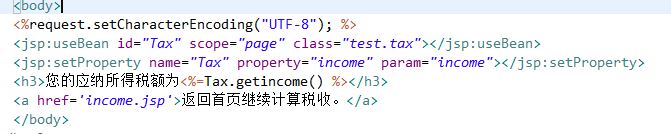 <body>
<%request.setCharacterEncoding("UTF-8"); %>
<jsp:useBean id="Tax" scope="page" class="test.tax"></jsp:useBean>
<jsp:setProperty name="Tax" property="income" param="income"></jsp:setProperty>
<h3>您的应纳所得税额为<%=Tax.getincome() %></h3>
<a href='income.jsp'>返回首页继续计算税收。</a>
</body>